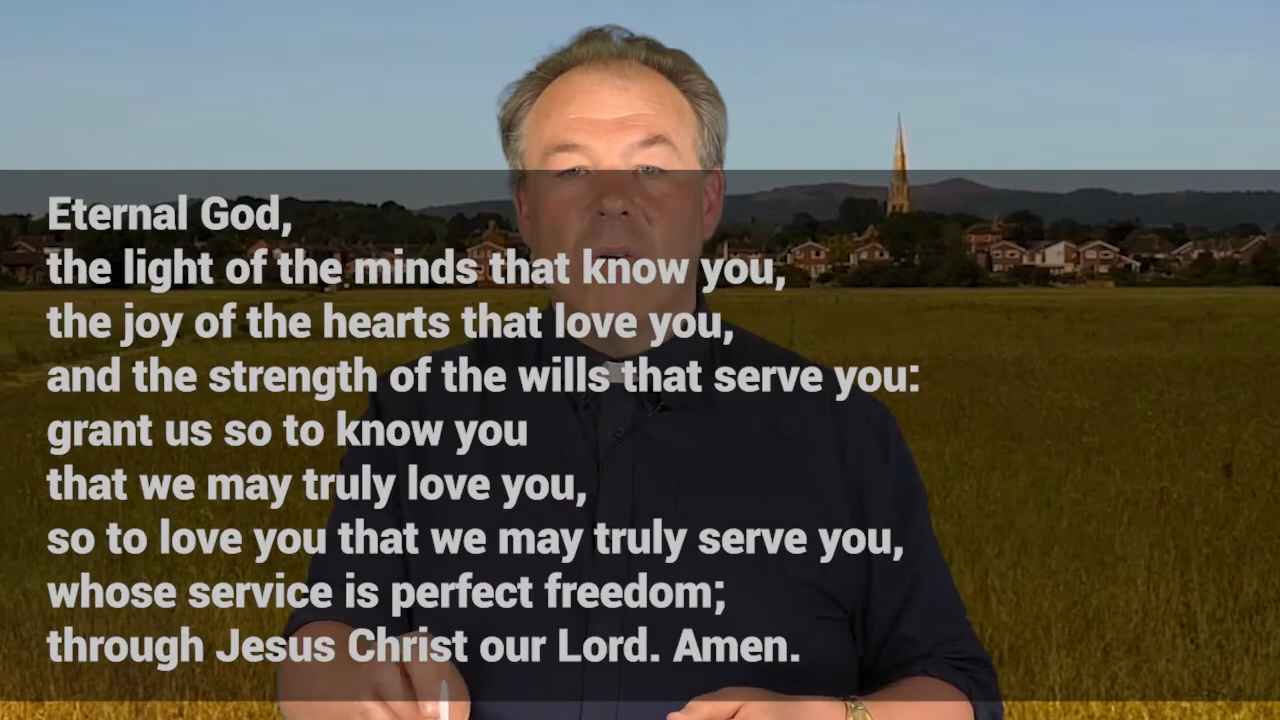 Eternal God,
the light of the minds that know you,
the joy of the hearts that love you,
and the strength of the wills that serve you:
grant us so to know you
that we may truly love you,
so to love you that we may truly serve you,
whose service is perfect freedom;
through Jesus Christ our Lord. Amen.